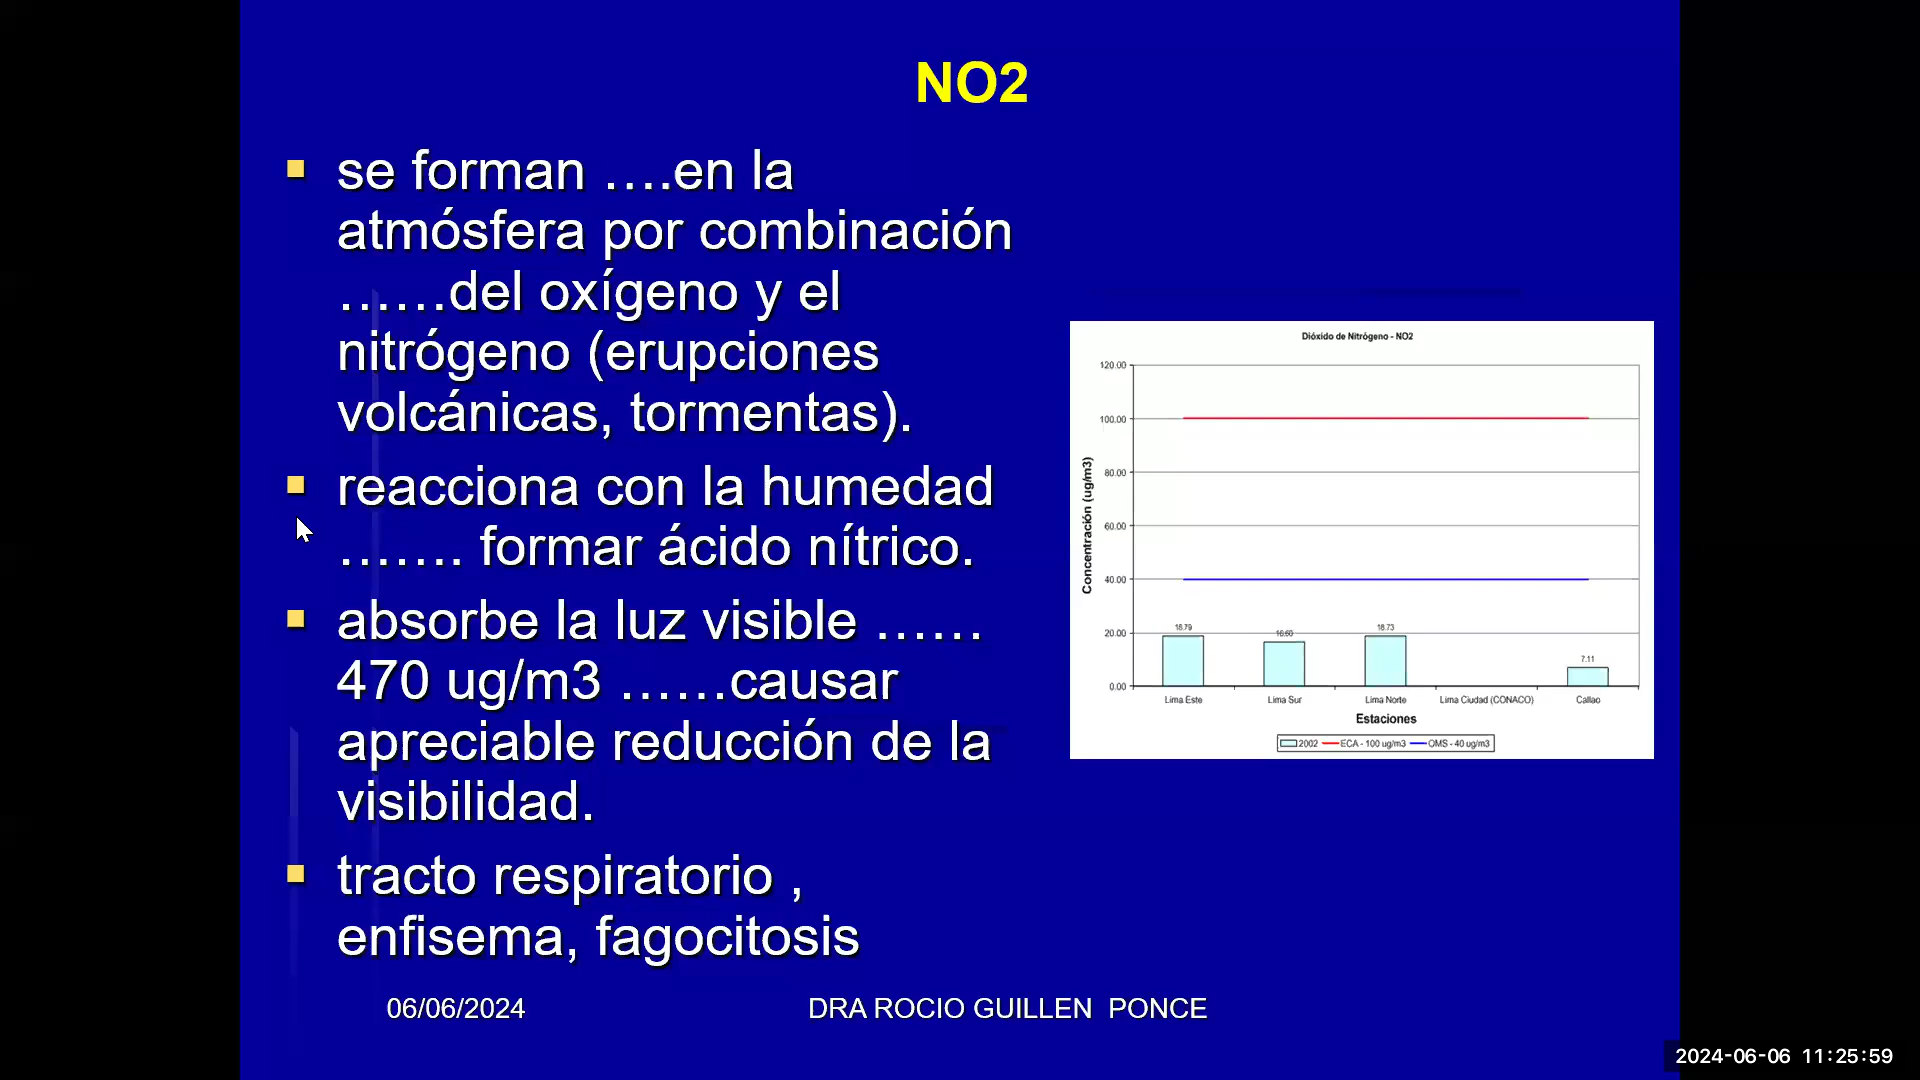 NO2
se forman ….en la
atmósfera por combinación
……del oxígeno y el
nitrógeno (erupciones
volcánicas, tormentas).
reacciona con la humedad
……. formar ácido nítrico.
absorbe la luz visible ……
470 ug/m3 ……causar
apreciable reducción de la
visibilidad.
tracto respiratorio ,
enfisema, fagocitosis
Dióxido de Nitrógeno - NO2
Concentración (ug/m3)
120.00
100.00
80.00
60.00
40.00
20.00
0.00
18.79
16.60
18.73
7.11
Lima Este
Lima Sur
Lima Norte
Lima Ciudad (CONACO)
Callao
Estaciones
2002
ECA - 100 ug/m3
OMS - 40 ug/m3
06/06/2024
DRA ROCIO GUILLEN  PONCE
2024-06-06 11:25:59